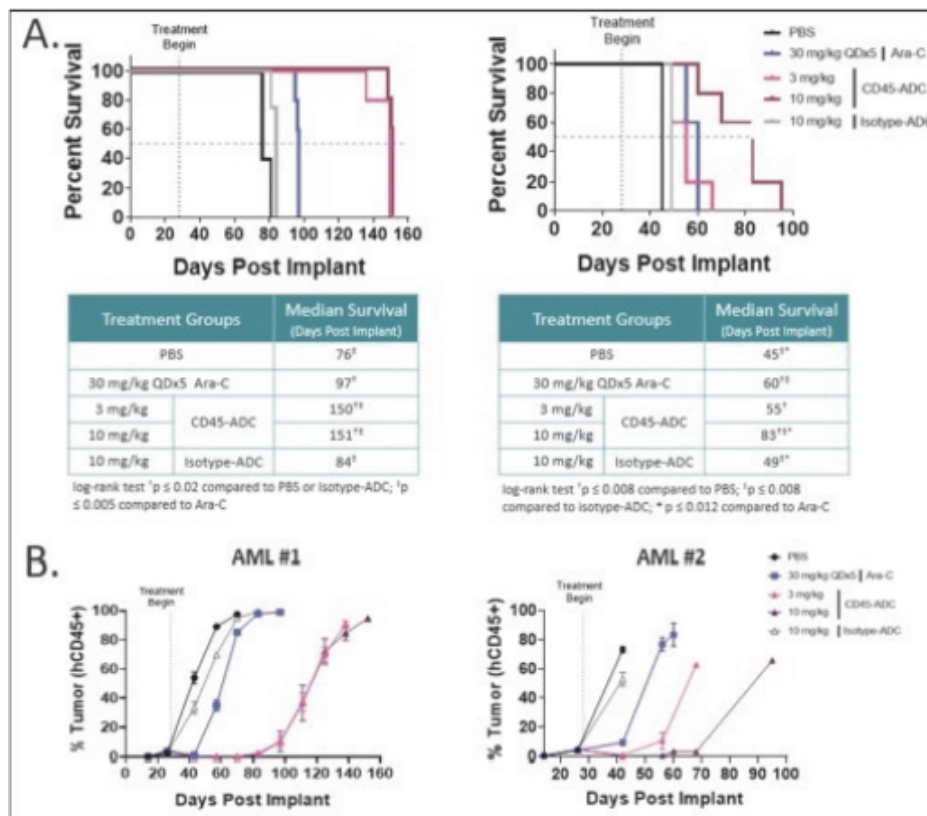 A.
Treatment
Begin
Percent Survival
100
80
60
40
20
0
0 20 40 60 80 100 120 140 160
Days Post Implant
Treatment
Begin
PBS
30 mg/kg QDx5 Ara-C
3 mg/kg
CD45-ADC
10 mg/kg
10 mg/kg Isotype-ADC
Percent Survival
100
80
60
40
20
0
0 20 40 60 80 100
Days Post Implant
Treatment Groups Median Survival
(Days Post Implant)
PBS 76‡
30 mg/kg QDx5 Ara-C 97†
3 mg/kg CD45-ADC 150†‡
10 mg/kg 151†‡
10 mg/kg Isotype-ADC 84‡
log-rank test †p ≤ 0.02 compared to PBS or Isotype-ADC; ‡p
≤ 0.005 compared to Ara-C
Treatment Groups Median Survival
(Days Post Implant)
PBS 45‡*
30 mg/kg QDx5 Ara-C 60†‡
3 mg/kg CD45-ADC 55†
10 mg/kg 83†‡*
10 mg/kg Isotype-ADC 49‡*
log-rank test †p ≤ 0.008 compared to PBS; ‡p ≤ 0.008
compared to Isotype-ADC; * p ≤ 0.012 compared to Ara-C
B.
AML #1
Treatment
Begin
% Tumor (hCD45+)
100
80
60
40
20
0
0 20 40 60 80 100 120 140 160
Days Post Implant
AML #2
Treatment
Begin
PBS
30 mg/kg QDx5 Ara-C
3 mg/kg
CD45-ADC
10 mg/kg
10 mg/kg Isotype-ADC
% Tumor (hCD45+)
100
80
60
40
20
0
20 30 40 50 60 70 80 90 100
Days Post Implant